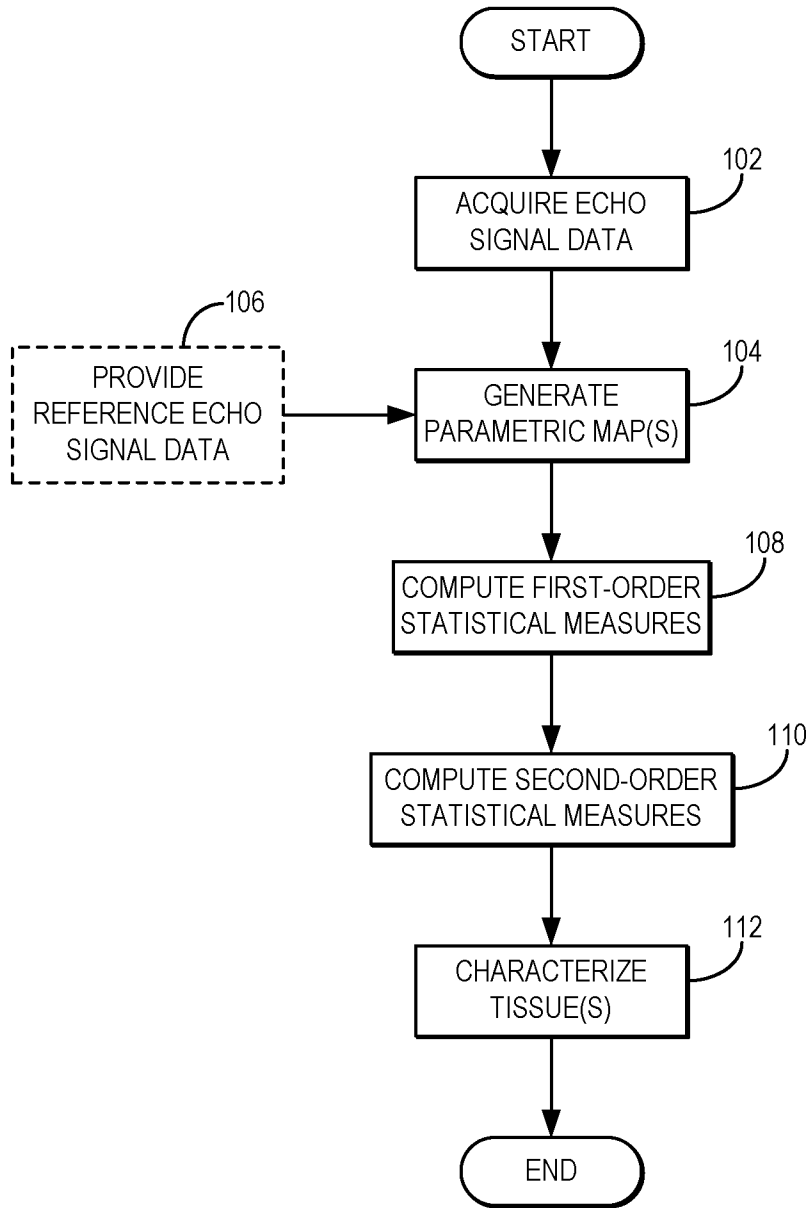 START
102
ACQUIRE ECHO
SIGNAL DATA
106
PROVIDE
REFERENCE ECHO
SIGNAL DATA
104
GENERATE
PARAMETRIC MAP(S)
108
COMPUTE FIRST-ORDER
STATISTICAL MEASURES
110
COMPUTE SECOND-ORDER
STATISTICAL MEASURES
112
CHARACTERIZE
TISSUE(S)
END